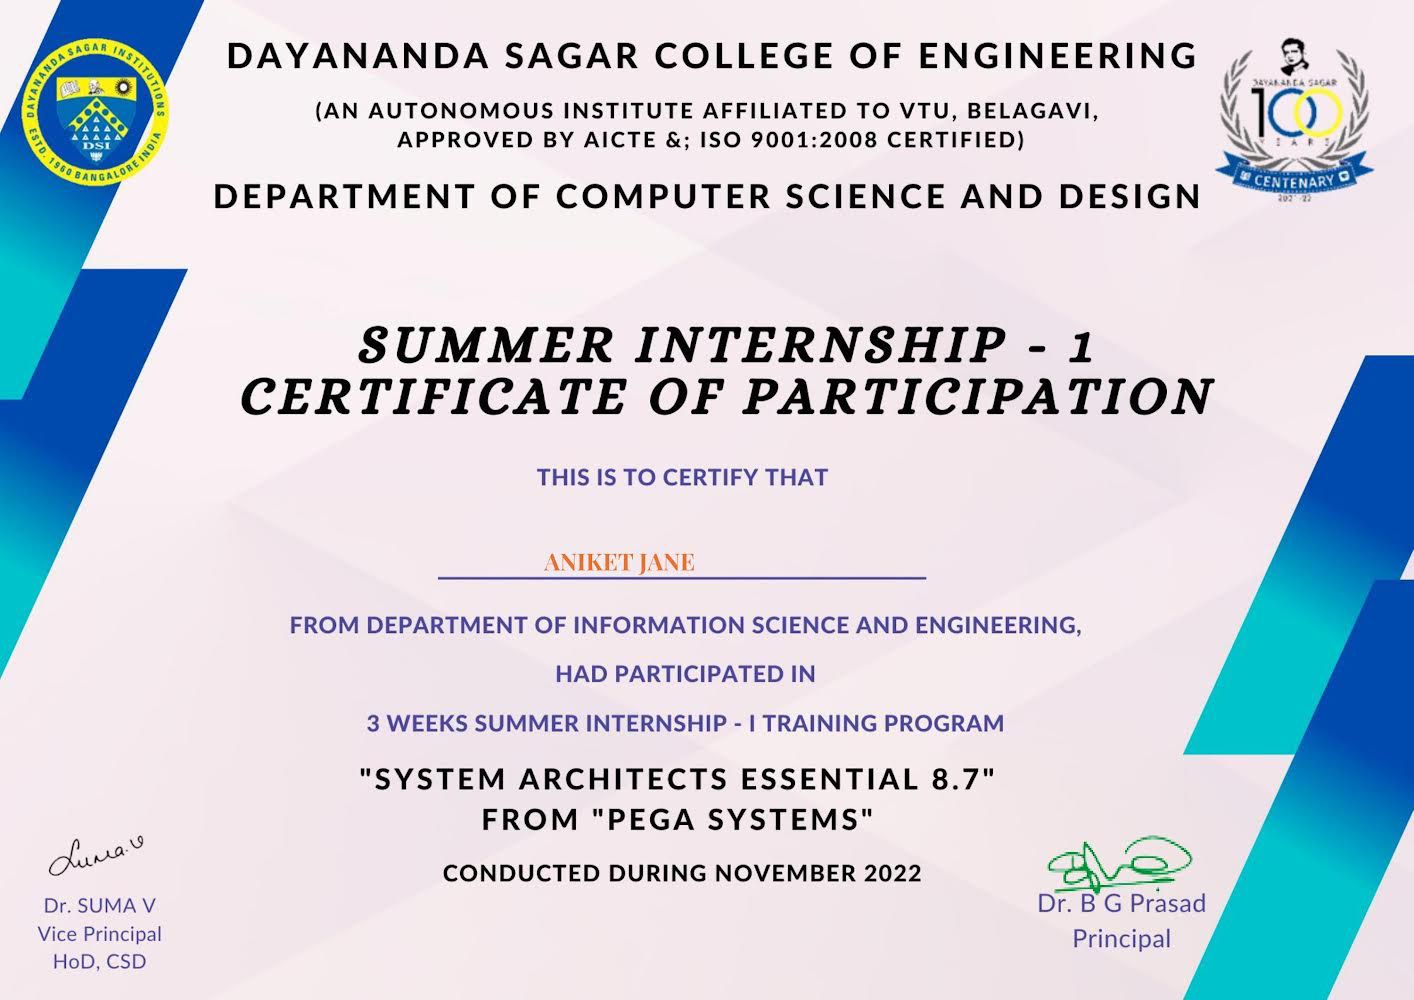 DAYANANDA SAGAR COLLEGE OF ENGINEERING
(AN AUTONOMOUS INSTITUTE AFFILIATED TO VTU, BELAGAVI,
APPROVED BY AICTE &; ISO 9001:2008 CERTIFIED)
DEPARTMENT OF COMPUTER SCIENCE AND DESIGN
DAYANANDA SAGAR INSTITUTIONS
DSI
ESTD. 1960 BANGALORE INDIA
DAYANANDA SAGAR
100
YEARS
CENTENARY
2021-22
SUMMER INTERNSHIP - 1
CERTIFICATE OF PARTICIPATION
THIS IS TO CERTIFY THAT
ANIKET JANE
FROM DEPARTMENT OF INFORMATION SCIENCE AND ENGINEERING,
HAD PARTICIPATED IN
3 WEEKS SUMMER INTERNSHIP - I TRAINING PROGRAM
"SYSTEM ARCHITECTS ESSENTIAL 8.7"
FROM "PEGA SYSTEMS"
CONDUCTED DURING NOVEMBER 2022
Suma.V
Dr. SUMA V
Vice Principal
HoD, CSD
Dr. B G Prasad
Principal